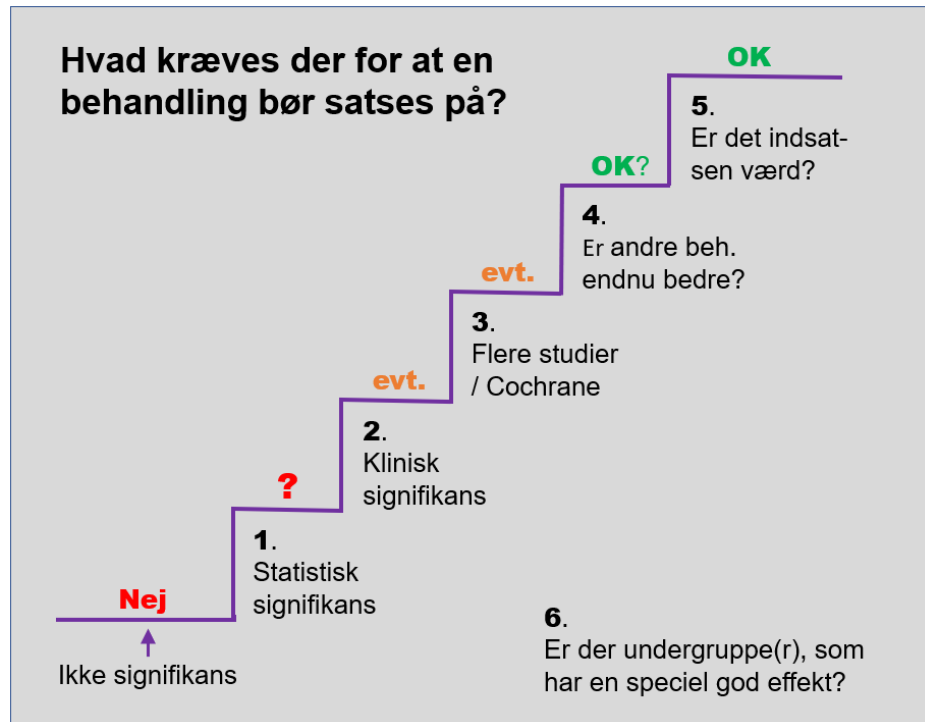 Hvad kræves der for at en
behandling bør satses på?
OK
5.
Er det indsat-
sen værd?
OK?
4.
Er andre beh.
endnu bedre?
evt.
3.
Flere studier
/ Cochrane
evt.
2.
Klinisk
signifikans
?
1.
Statistisk
signifikans
Nej
Ikke signifikans
6.
Er der undergruppe(r), som
har en speciel god effekt?